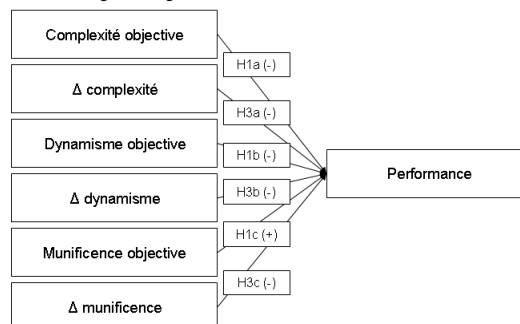 Complexité objective
H1a (-)
Δ complexité
H3a (-)
Dynamisme objective
H1b (-)
Performance
Δ dynamisme
H3b (-)
H1c (+)
Munificence objective
H3c (-)
Δ munificence